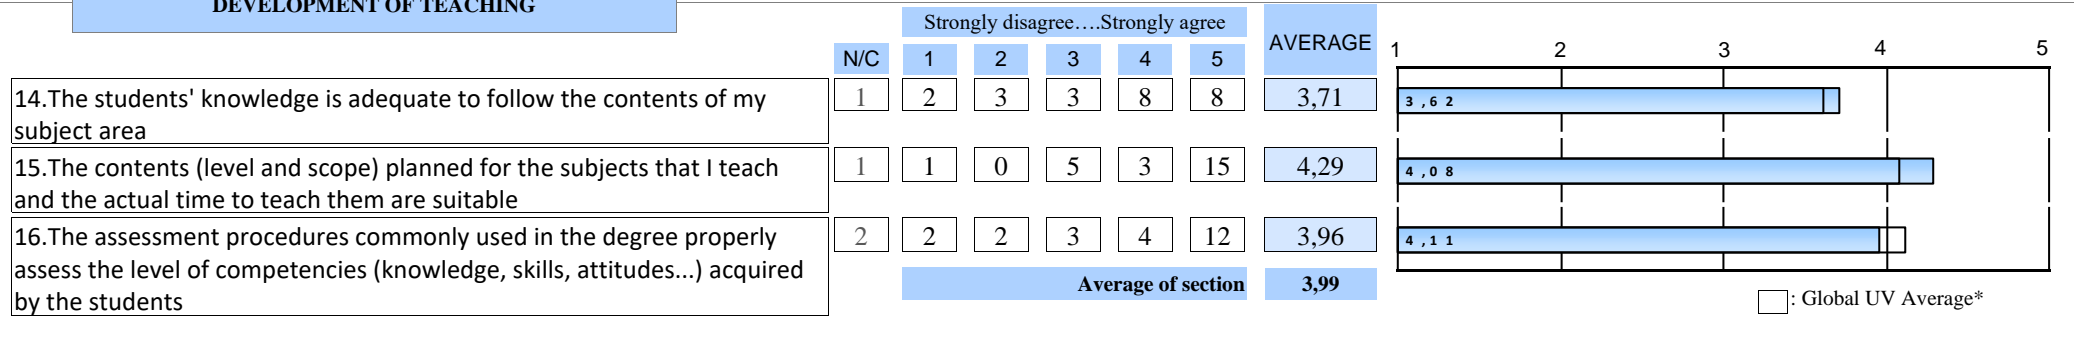 DEVELOPMENT OF TEACHING
Strongly disagree….Strongly agree
AVERAGE
N/C 1 2 3 4 5
1 2 3 4 5
14.The students' knowledge is adequate to follow the contents of my
subject area
1 2 3 3 8 8 3,71
3,62
15.The contents (level and scope) planned for the subjects that I teach
and the actual time to teach them are suitable
1 1 0 5 3 15 4,29
4,08
16.The assessment procedures commonly used in the degree properly
assess the level of competencies (knowledge, skills, attitudes...) acquired
by the students
2 2 2 3 4 12 3,96
4,11
Average of section 3,99
: Global UV Average*